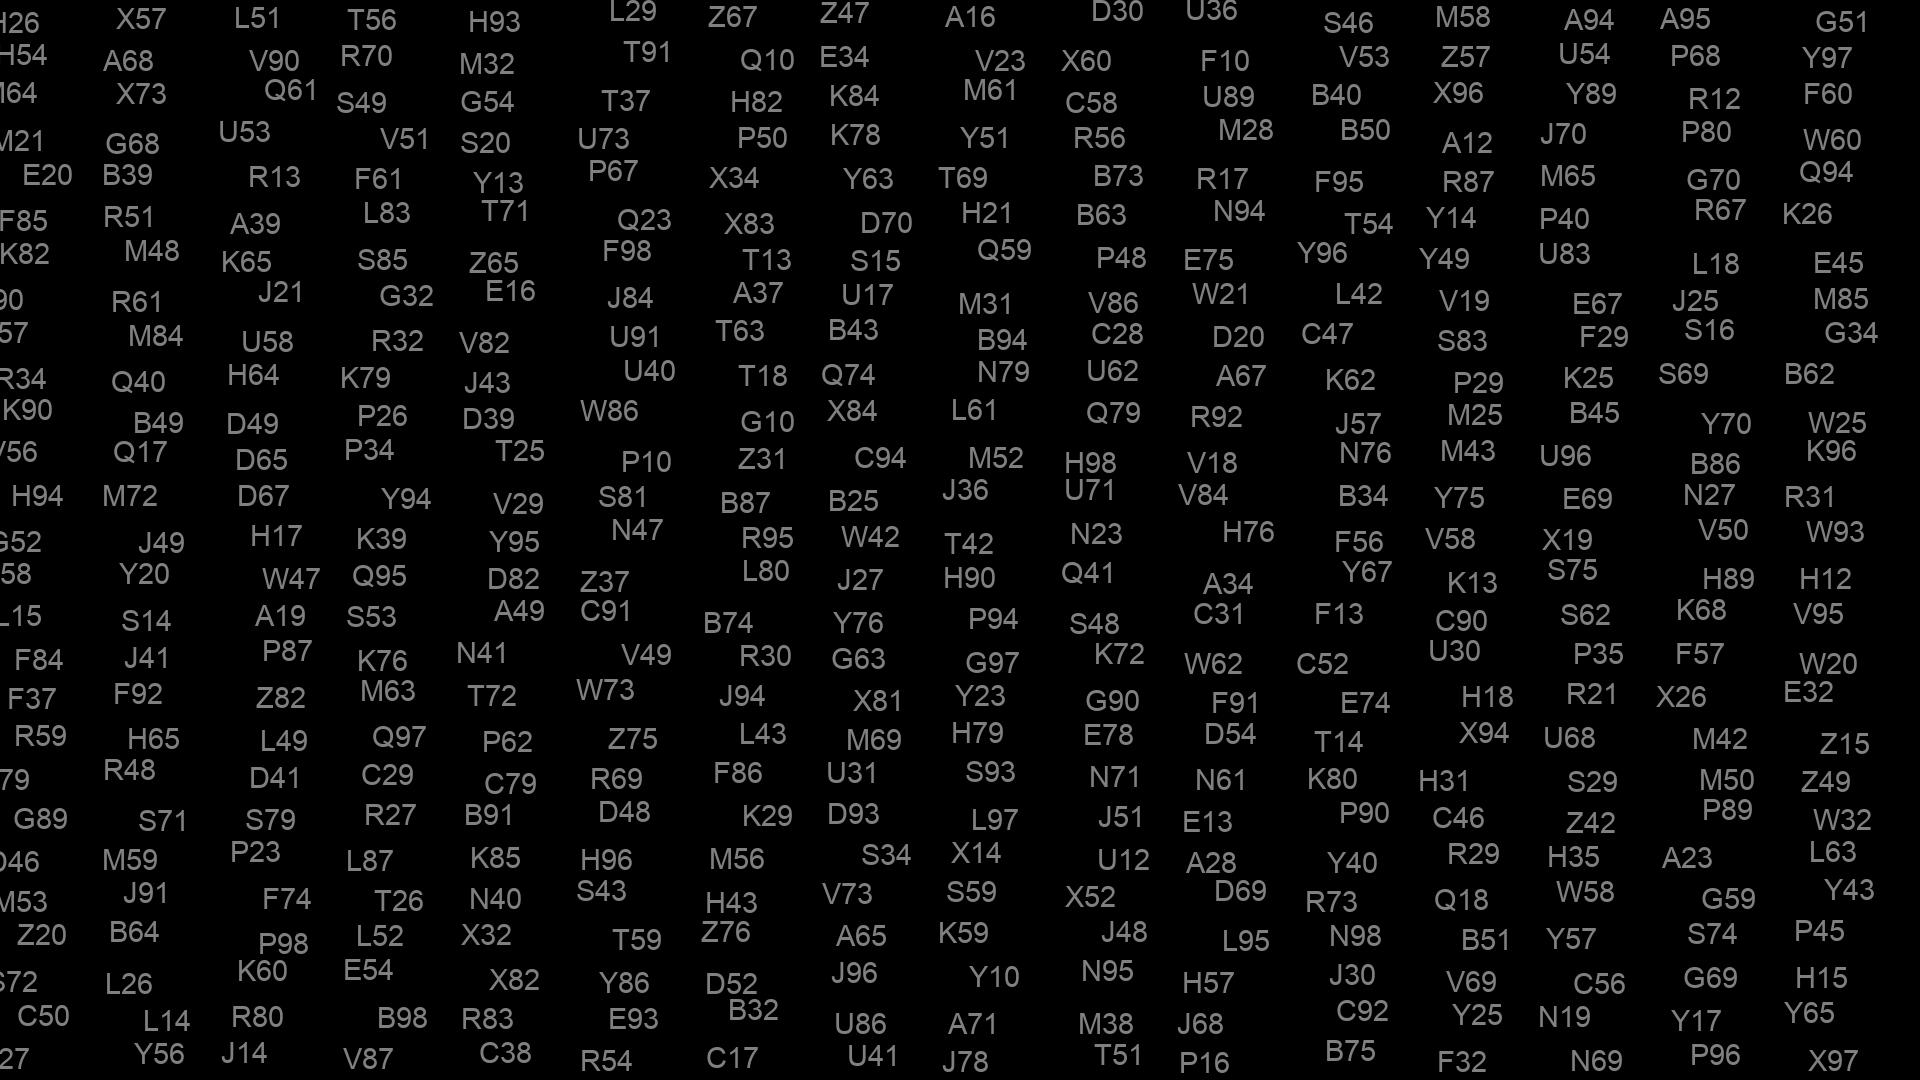 H26 X57 L51 T56 H93 L29 Z67 Z47 A16 D30 U36 S46 M58 A94 A95 G51
H54 A68 V90 R70 M32 T91 Q10 E34 V23 X60 F10 V53 Z57 U54 P68 Y97
M64 X73 Q61 S49 G54 T37 H82 K84 M61 C58 U89 B40 X96 Y89 R12 F60
M21 G68 U53 V51 S20 U73 P50 K78 Y51 R56 M28 B50 A12 J70 P80 W60
E20 B39 R13 F61 Y13 P67 X34 Y63 T69 B73 R17 F95 R87 M65 G70 Q94
F85 R51 A39 L83 T71 Q23 X83 D70 H21 B63 N94 T54 Y14 P40 R67 K26
K82 M48 K65 S85 Z65 F98 T13 S15 Q59 P48 E75 Y96 Y49 U83 L18 E45
90 R61 J21 G32 E16 J84 A37 U17 M31 V86 W21 L42 V19 E67 J25 M85
57 M84 U58 R32 V82 U91 T63 B43 B94 C28 D20 C47 S83 F29 S16 G34
R34 Q40 H64 K79 J43 U40 T18 Q74 N79 U62 A67 K62 P29 K25 S69 B62
K90 B49 D49 P26 D39 W86 G10 X84 L61 Q79 R92 J57 M25 B45 Y70 W25
V56 Q17 D65 P34 T25 P10 Z31 C94 M52 H98 V18 N76 M43 U96 B86 K96
H94 M72 D67 Y94 V29 S81 B87 B25 J36 U71 V84 B34 Y75 E69 N27 R31
G52 J49 H17 K39 Y95 N47 R95 W42 T42 N23 H76 F56 V58 X19 V50 W93
58 Y20 W47 Q95 D82 Z37 L80 J27 H90 Q41 A34 Y67 K13 S75 H89 H12
L15 S14 A19 S53 A49 C91 B74 Y76 P94 S48 C31 F13 C90 S62 K68 V95
F84 J41 P87 K76 N41 V49 R30 G63 G97 K72 W62 C52 U30 P35 F57 W20
F37 F92 Z82 M63 T72 W73 J94 X81 Y23 G90 F91 E74 H18 R21 X26 E32
R59 H65 L49 Q97 P62 Z75 L43 M69 H79 E78 D54 T14 X94 U68 M42 Z15
79 R48 D41 C29 C79 R69 F86 U31 S93 N71 N61 K80 H31 S29 M50 Z49
G89 S71 S79 R27 B91 D48 K29 D93 L97 J51 E13 P90 C46 Z42 P89 W32
D46 M59 P23 L87 K85 H96 M56 S34 X14 U12 A28 Y40 R29 H35 A23 L63
M53 J91 F74 T26 N40 S43 H43 V73 S59 X52 D69 R73 Q18 W58 G59 Y43
Z20 B64 P98 L52 X32 T59 Z76 A65 K59 J48 L95 N98 B51 Y57 S74 P45
S72 L26 K60 E54 X82 Y86 D52 J96 Y10 N95 H57 J30 V69 C56 G69 H15
C50 L14 R80 B98 R83 E93 B32 U86 A71 M38 J68 C92 Y25 N19 Y17 Y65
27 Y56 J14 V87 C38 R54 C17 U41 J78 T51 P16 B75 F32 N69 P96 X97